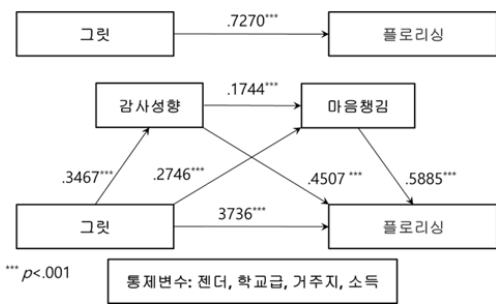 그릿 .7270*** 플로리싱
감사성향 .1744*** 마음챙김
.3467*** .2746*** .4507*** .5885***
그릿 3736*** 플로리싱
*** p<.001
통제변수: 젠더, 학교급, 거주지, 소득